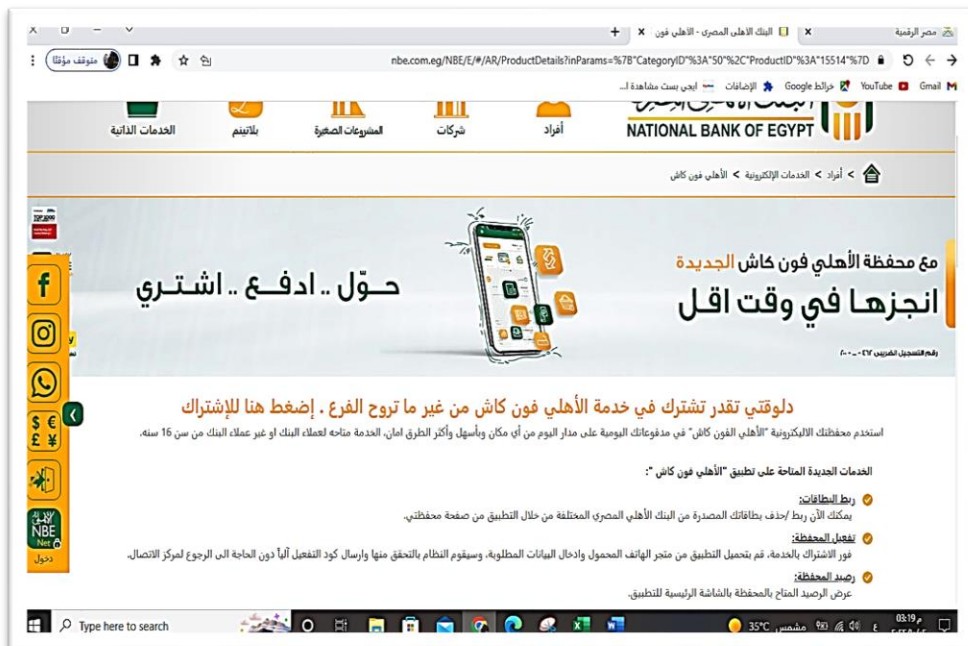 مصر الرقمية
البنك الأهلى المصرى - الأهلي فون
nbe.com.eg/NBE/E/#/AR/ProductDetails?inParams=%7B"CategoryID"%3A"50"%2C"ProductID"%3A"15514"%7D
متوقف مؤقتًا
Gmail
YouTube
خرائط Google
الإضافات
ايجي بست مشاهدة ا...
NATIONAL BANK OF EGYPT
أفراد
شركات
المشروعات الصغيرة
بلاتينم
الخدمات الذاتية
> أفراد > الخدمات الإلكترونية > الأهلي فون كاش
مع محفظة الأهلي فون كاش الجديدة
انجزها في وقت اقل
حوّل .. ادفع .. اشتري
دلوقتي تقدر تشترك في خدمة الأهلي فون كاش من غير ما تروح الفرع . إضغط هنا للإشتراك
استخدم محفظتك الاليكترونية "الأهلي الفون كاش" في مدفوعاتك اليومية على مدار اليوم من أي مكان وبأسهل وأكثر الطرق امان، الخدمة متاحه لعملاء البنك او غير عملاء البنك من سن 16 سنه.
الخدمات الجديدة المتاحة على تطبيق "الأهلي فون كاش ":
ربط البطاقات:
يمكنك الآن ربط /حذف بطاقاتك المصدرة من البنك الأهلي المصري المختلفة من خلال التطبيق من صفحة محفظتي.
تفعيل المحفظة:
فور الاشتراك بالخدمة، قم بتحميل التطبيق من متجر الهاتف المحمول وادخال البيانات المطلوبة، وسيقوم النظام بالتحقق منها وارسال كود التفعيل آلياً دون الحاجة الى الرجوع لمركز الاتصال.
رصيد المحفظة:
عرض الرصيد المتاح بالمحفظة بالشاشة الرئيسية للتطبيق.
$ €
£ ¥
NBE
Net
دخول
Type here to search
35°C مشمس
ع
03:19 م